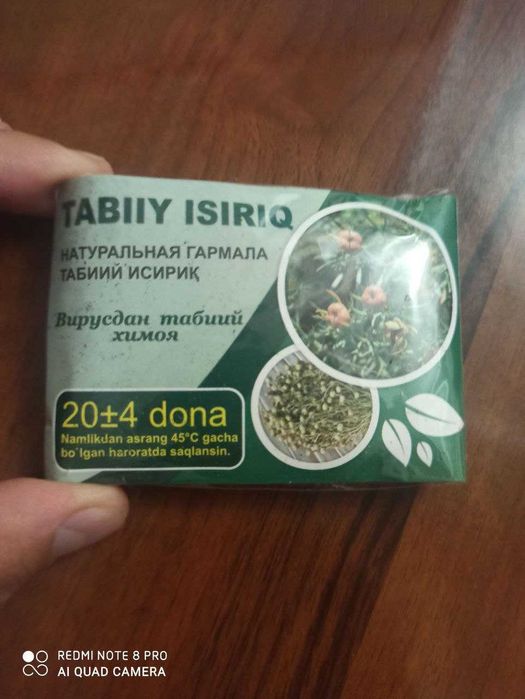 TABIIY ISIRIQ
НАТУРАЛЬНАЯ ГАРМАЛА
ТАБИИЙ ИСИРИҚ
Вирусдан табиий
химоя
20±4 dona
Namlikdan asrang 45°C gacha
bo`lgan haroratda saqlansin.
REDMI NOTE 8 PRO
AI QUAD CAMERA